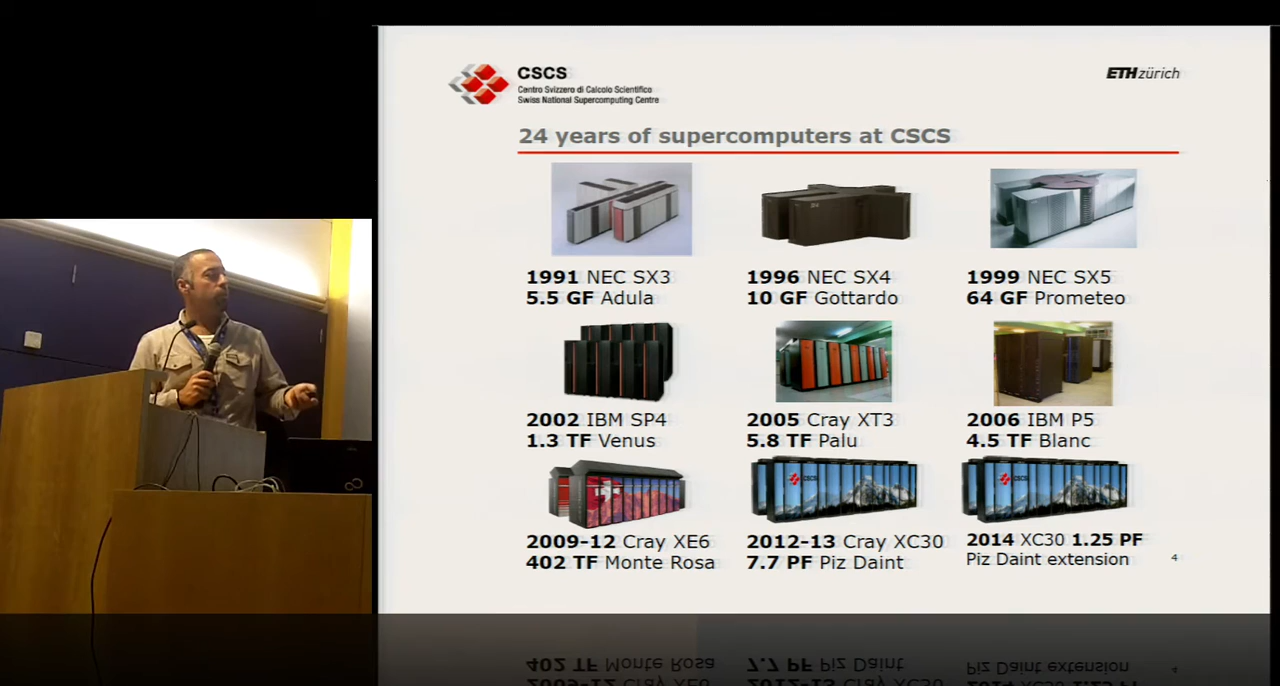 CSCS
Centro Svizzero di Calcolo Scientifico
Swiss National Supercomputing Centre
ETH zürich
24 years of supercomputers at CSCS
1991 NEC SX3
5.5 GF Adula
1996 NEC SX4
10 GF Gottardo
1999 NEC SX5
64 GF Prometeo
2002 IBM SP4
1.3 TF Venus
2005 Cray XT3
5.8 TF Palu
2006 IBM P5
4.5 TF Blanc
2009-12 Cray XE6
402 TF Monte Rosa
2012-13 Cray XC30
7.7 PF Piz Daint
2014 XC30 1.25 PF
Piz Daint extension
4